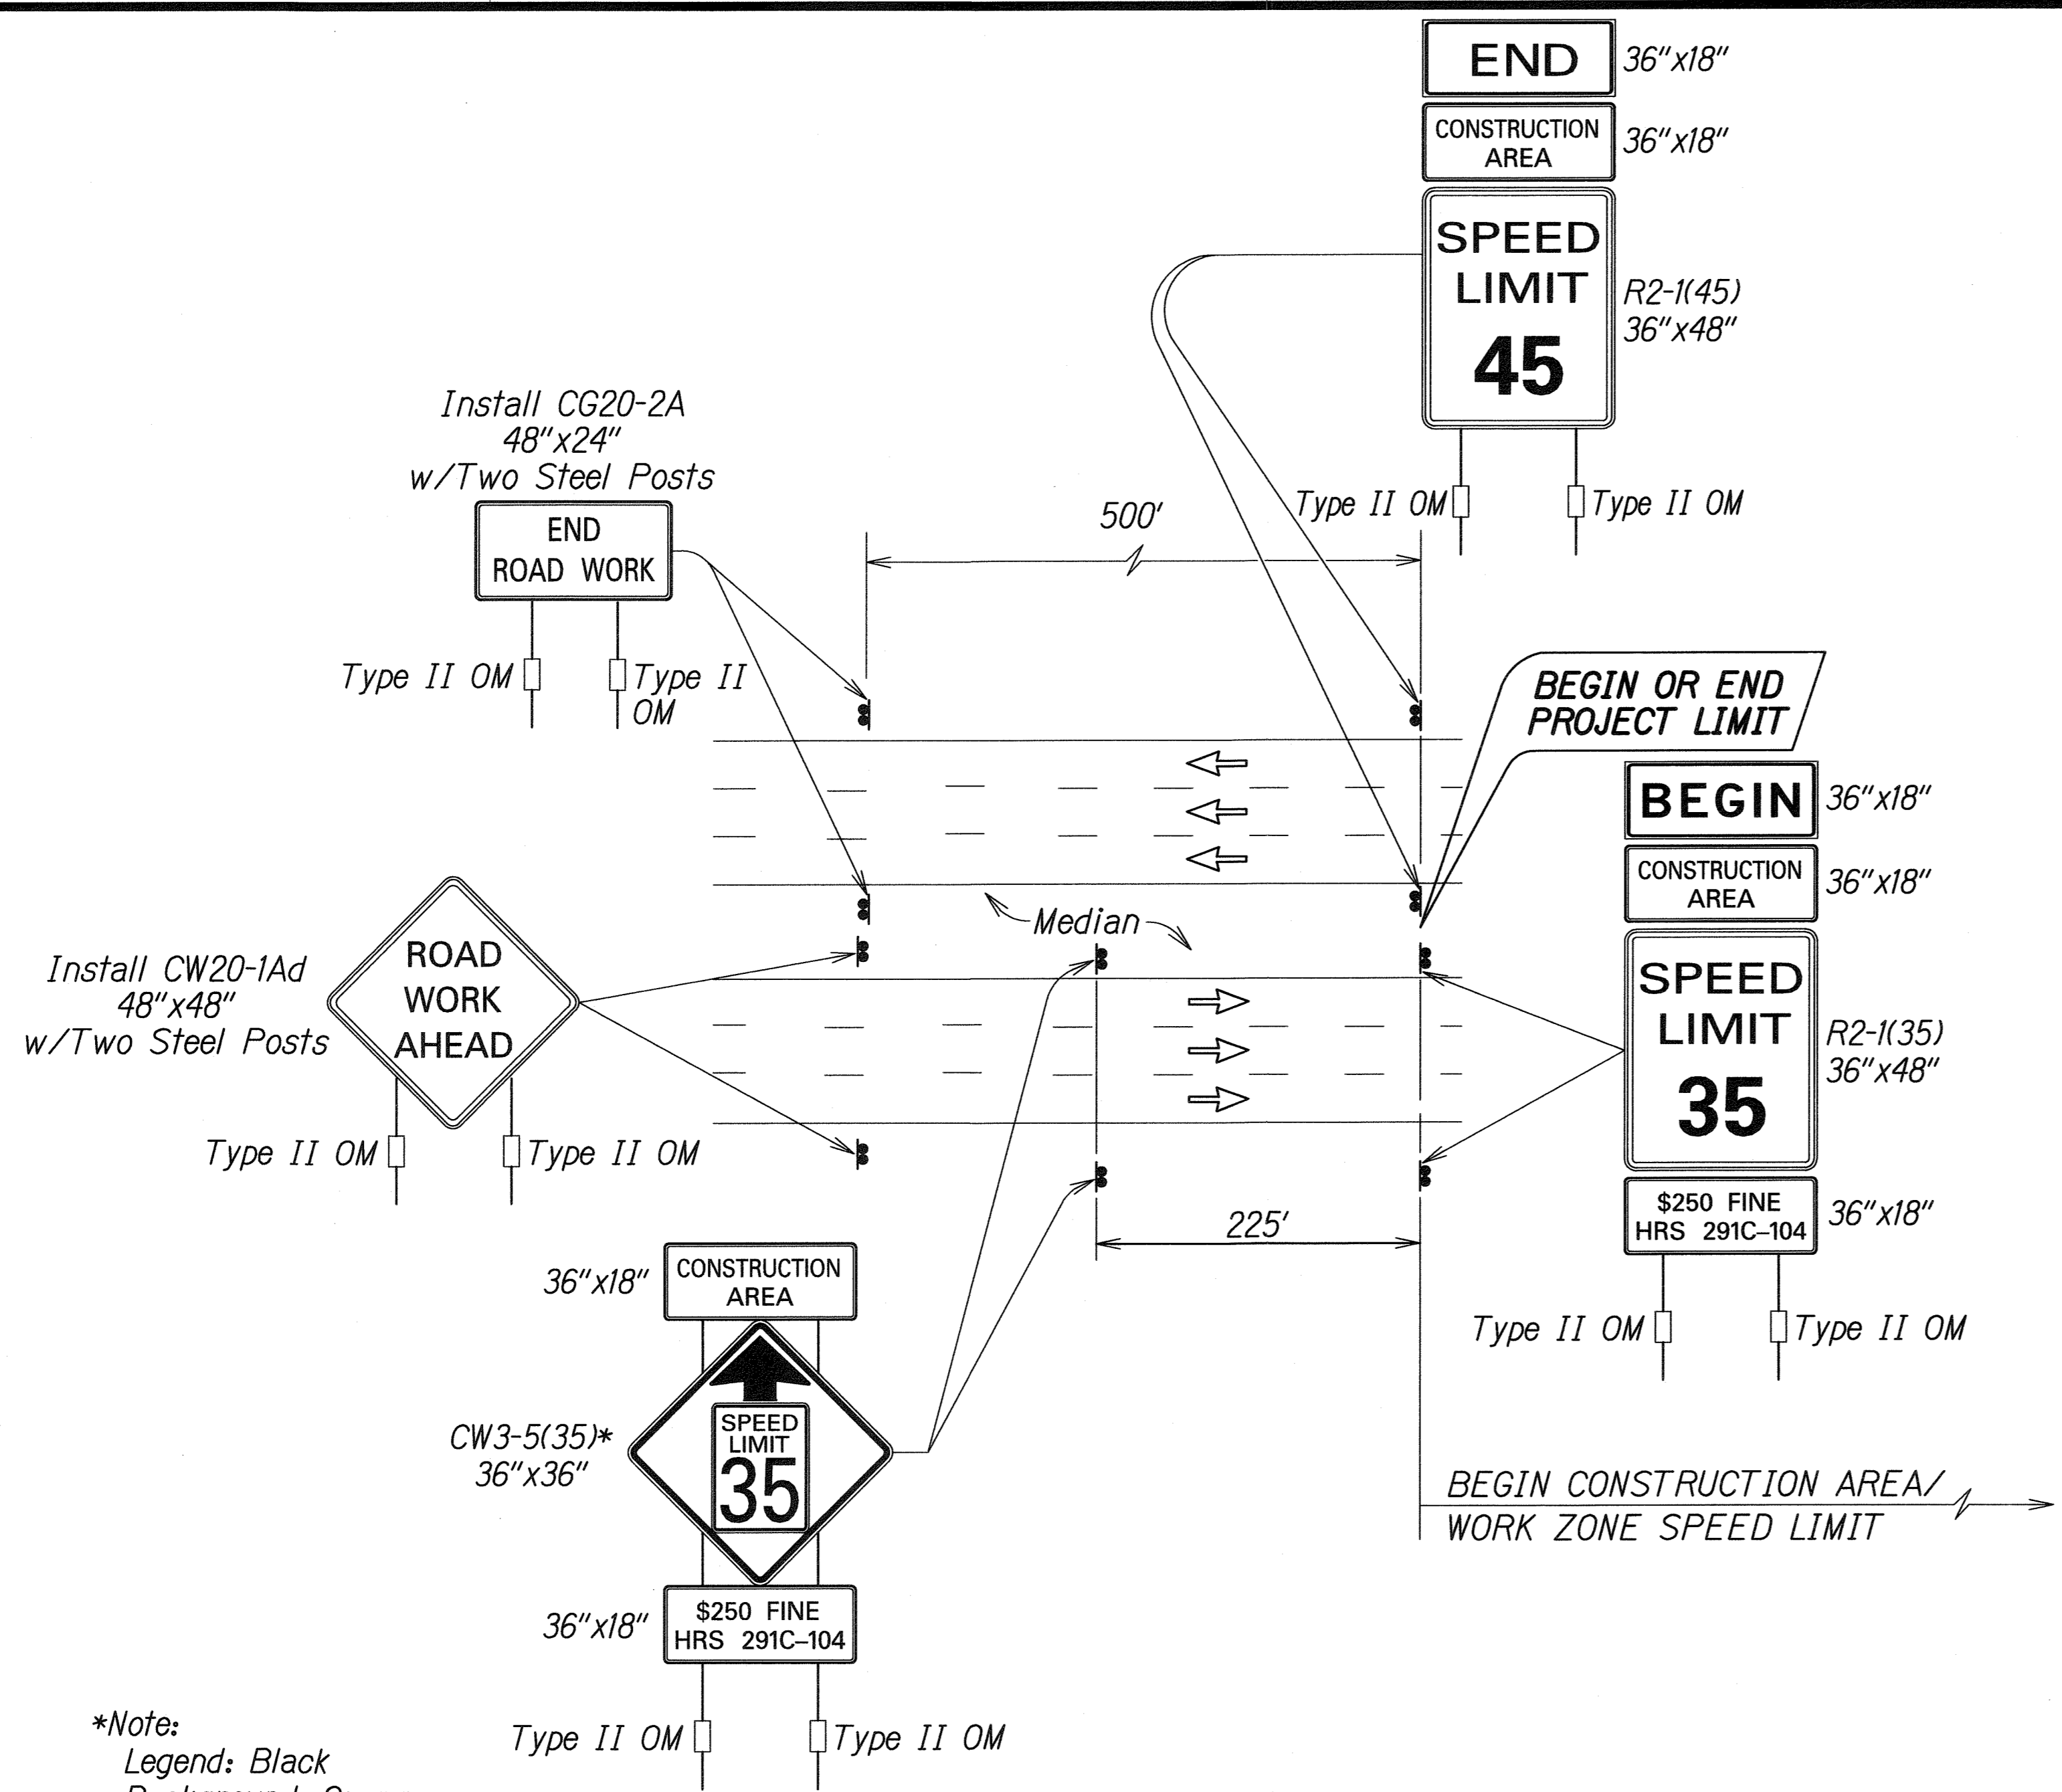 END
36"x18"
CONSTRUCTION
AREA
36"x18"
SPEED
LIMIT
45
R2-1(45)
36"x48"
Type II OM
Type II OM
Install CG20-2A
48"x24"
w/Two Steel Posts
END
ROAD WORK
Type II OM
Type II
OM
500'
BEGIN OR END
PROJECT LIMIT
BEGIN
36"x18"
CONSTRUCTION
AREA
36"x18"
SPEED
LIMIT
35
R2-1(35)
36"x48"
$250 FINE
HRS 291C–104
36"x18"
Type II OM
Type II OM
Median
Install CW20-1Ad
48"x48"
w/Two Steel Posts
ROAD
WORK
AHEAD
Type II OM
Type II OM
225'
36"x18"
CONSTRUCTION
AREA
CW3-5(35)*
36"x36"
SPEED
LIMIT
35
36"x18"
$250 FINE
HRS 291C–104
Type II OM
Type II OM
BEGIN CONSTRUCTION AREA/
WORK ZONE SPEED LIMIT
*Note:
Legend: Black